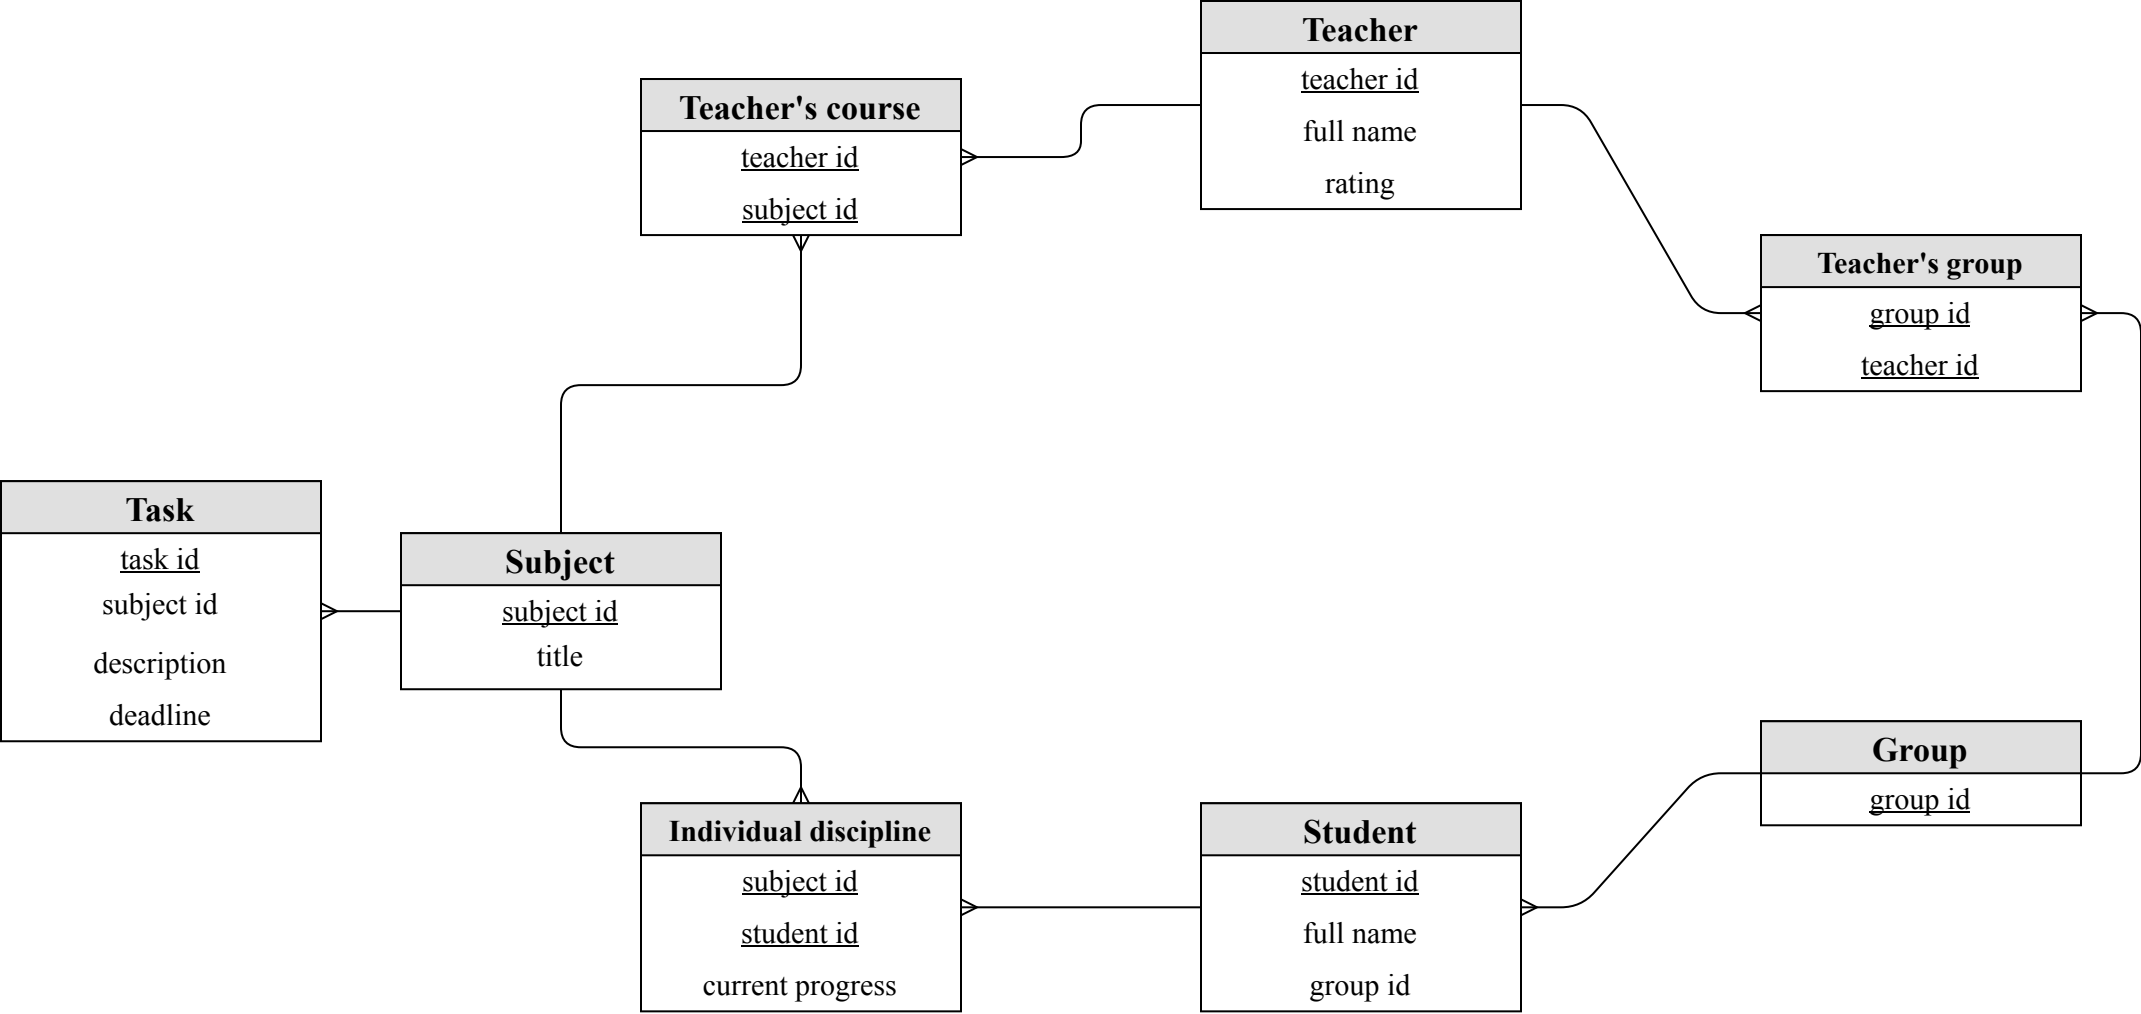 Teacher
teacher id
full name
rating
Teacher's course
teacher id
subject id
Teacher's group
group id
teacher id
Task
task id
subject id
description
deadline
Subject
subject id
title
Individual discipline
subject id
student id
current progress
Student
student id
full name
group id
Group
group id